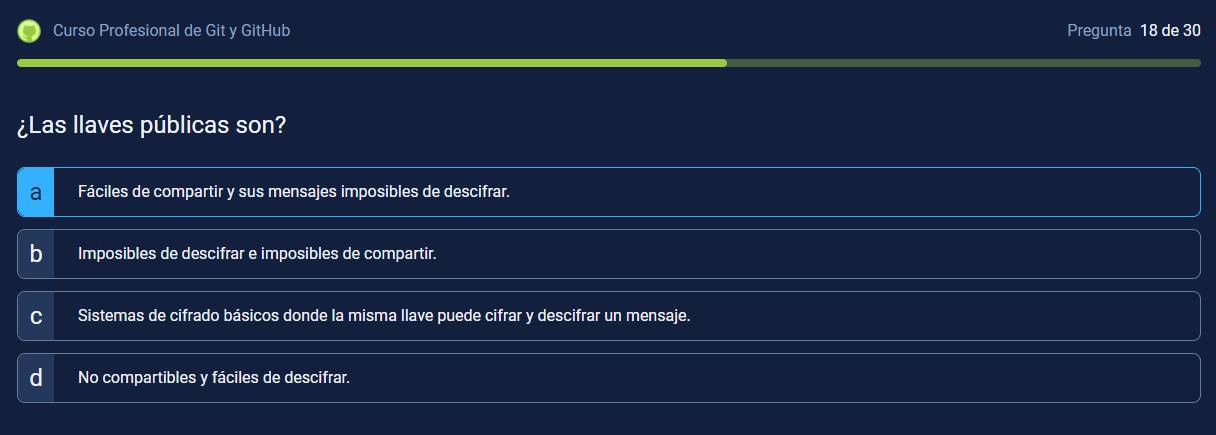 Curso Profesional de Git y GitHub
Pregunta 18 de 30
¿Las llaves públicas son?
a Fáciles de compartir y sus mensajes imposibles de descifrar.
b Imposibles de descifrar e imposibles de compartir.
c Sistemas de cifrado básicos donde la misma llave puede cifrar y descifrar un mensaje.
d No compartibles y fáciles de descifrar.